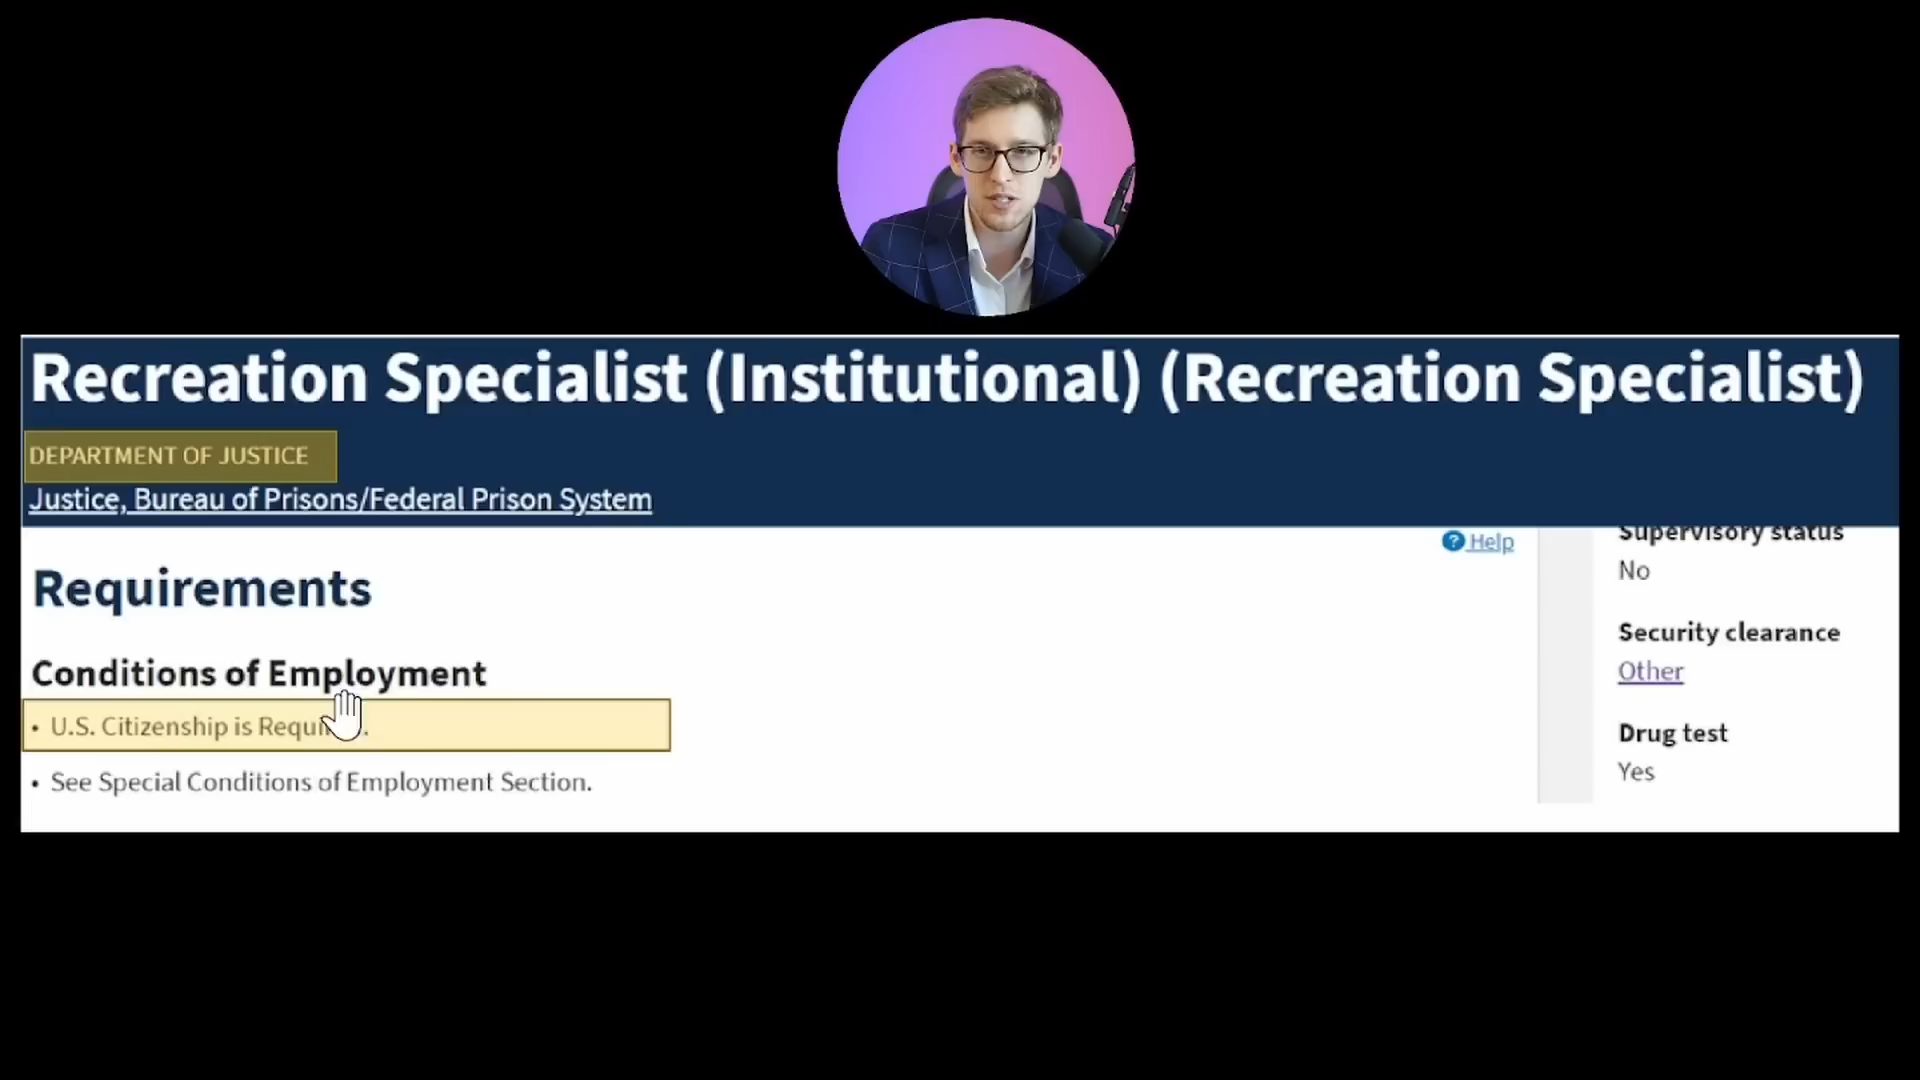 Recreation Specialist (Institutional) (Recreation Specialist)
DEPARTMENT OF JUSTICE
Justice, Bureau of Prisons/Federal Prison System
Help
Requirements
Conditions of Employment
• U.S. Citizenship is
• See Special Conditions of Employment Section.
Supervisory status
No
Security clearance
Other
Drug test
Yes